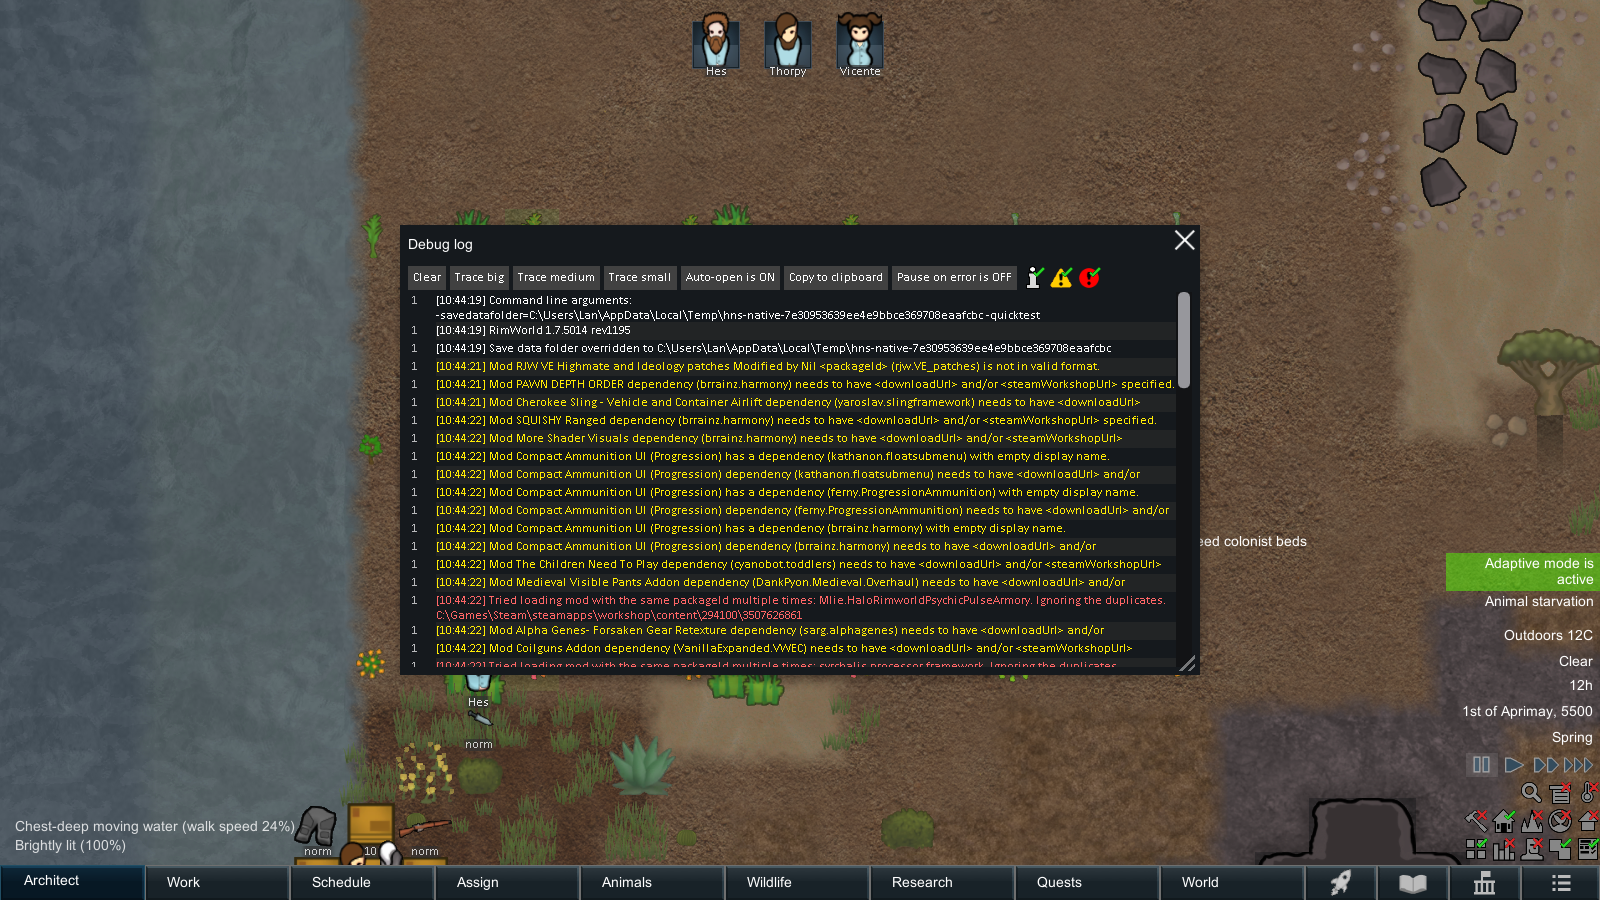 Hes
Thorpy
Vicente
Debug log
Clear
Trace big
Trace medium
Trace small
Auto-open is ON
Copy to clipboard
Pause on error is OFF
1 [10:44:19] Command line arguments:
-savedatafolder=C:\Users\Lan\AppData\Local\Temp\hns-native-7e30953639ee4e9bbce369708eaafcbc -quicktest
1 [10:44:19] RimWorld 1.7.5014 rev1195
1 [10:44:19] Save data folder overridden to C:\Users\Lan\AppData\Local\Temp\hns-native-7e30953639ee4e9bbce369708eaafcbc
1 [10:44:21] Mod RJW VE Highmate and Ideology patches Modified by Nil <packageId> (rjw.VE_patches) is not in valid format.
1 [10:44:21] Mod PAWN DEPTH ORDER dependency (brrainz.harmony) needs to have <downloadUrl> and/or <steamWorkshopUrl> specified.
1 [10:44:21] Mod Cherokee Sling - Vehicle and Container Airlift dependency (yaroslav.slingframework) needs to have <downloadUrl>
1 [10:44:22] Mod SQUISHY Ranged dependency (brrainz.harmony) needs to have <downloadUrl> and/or <steamWorkshopUrl> specified.
1 [10:44:22] Mod More Shader Visuals dependency (brrainz.harmony) needs to have <downloadUrl> and/or <steamWorkshopUrl>
1 [10:44:22] Mod Compact Ammunition UI (Progression) has a dependency (kathanon.floatsubmenu) with empty display name.
1 [10:44:22] Mod Compact Ammunition UI (Progression) dependency (kathanon.floatsubmenu) needs to have <downloadUrl> and/or
1 [10:44:22] Mod Compact Ammunition UI (Progression) has a dependency (ferny.ProgressionAmmunition) with empty display name.
1 [10:44:22] Mod Compact Ammunition UI (Progression) dependency (ferny.ProgressionAmmunition) needs to have <downloadUrl> and/or
1 [10:44:22] Mod Compact Ammunition UI (Progression) has a dependency (brrainz.harmony) with empty display name.
1 [10:44:22] Mod Compact Ammunition UI (Progression) dependency (brrainz.harmony) needs to have <downloadUrl> and/or
1 [10:44:22] Mod The Children Need To Play dependency (cyanobot.toddlers) needs to have <downloadUrl> and/or <steamWorkshopUrl>
1 [10:44:22] Mod Medieval Visible Pants Addon dependency (DankPyon.Medieval.Overhaul) needs to have <downloadUrl> and/or
1 [10:44:22] Tried loading mod with the same packageId multiple times: Mlie.HaloRimworldPsychicPulseArmory. Ignoring the duplicates.
C:\Games\Steam\steamapps\workshop\content\294100\3507626861
1 [10:44:22] Mod Alpha Genes- Forsaken Gear Retexture dependency (sarg.alphagenes) needs to have <downloadUrl> and/or
1 [10:44:22] Mod Coilguns Addon dependency (VanillaExpanded.VWEC) needs to have <downloadUrl> and/or <steamWorkshopUrl>
1 [10:44:22] Tried loading mod with the same packageId multiple times: syrchalis.processor.framework. Ignoring the duplicates.
eed colonist beds
Adaptive mode is
active
Animal starvation
Outdoors 12C
Clear
12h
1st of Aprimay, 5500
Spring
Hes
norm
Chest-deep moving water (walk speed 24%)
Brightly lit (100%)
norm
10
norm
Architect
Work
Schedule
Assign
Animals
Wildlife
Research
Quests
World